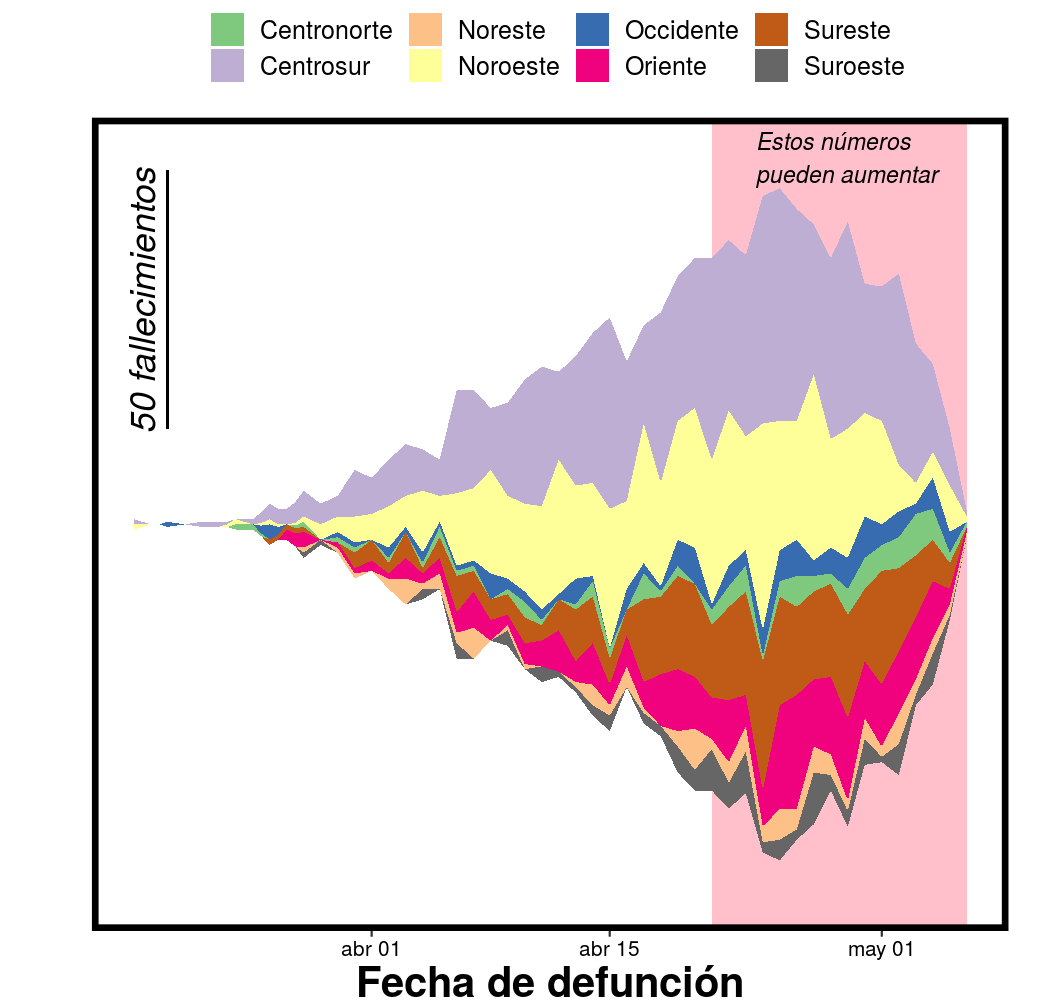 Centronorte Noreste Occidente Sureste
Centrosur Noroeste Oriente Suroeste
Estos números
pueden aumentar
50 fallecimientos
abr 01 abr 15 may 01
Fecha de defunción